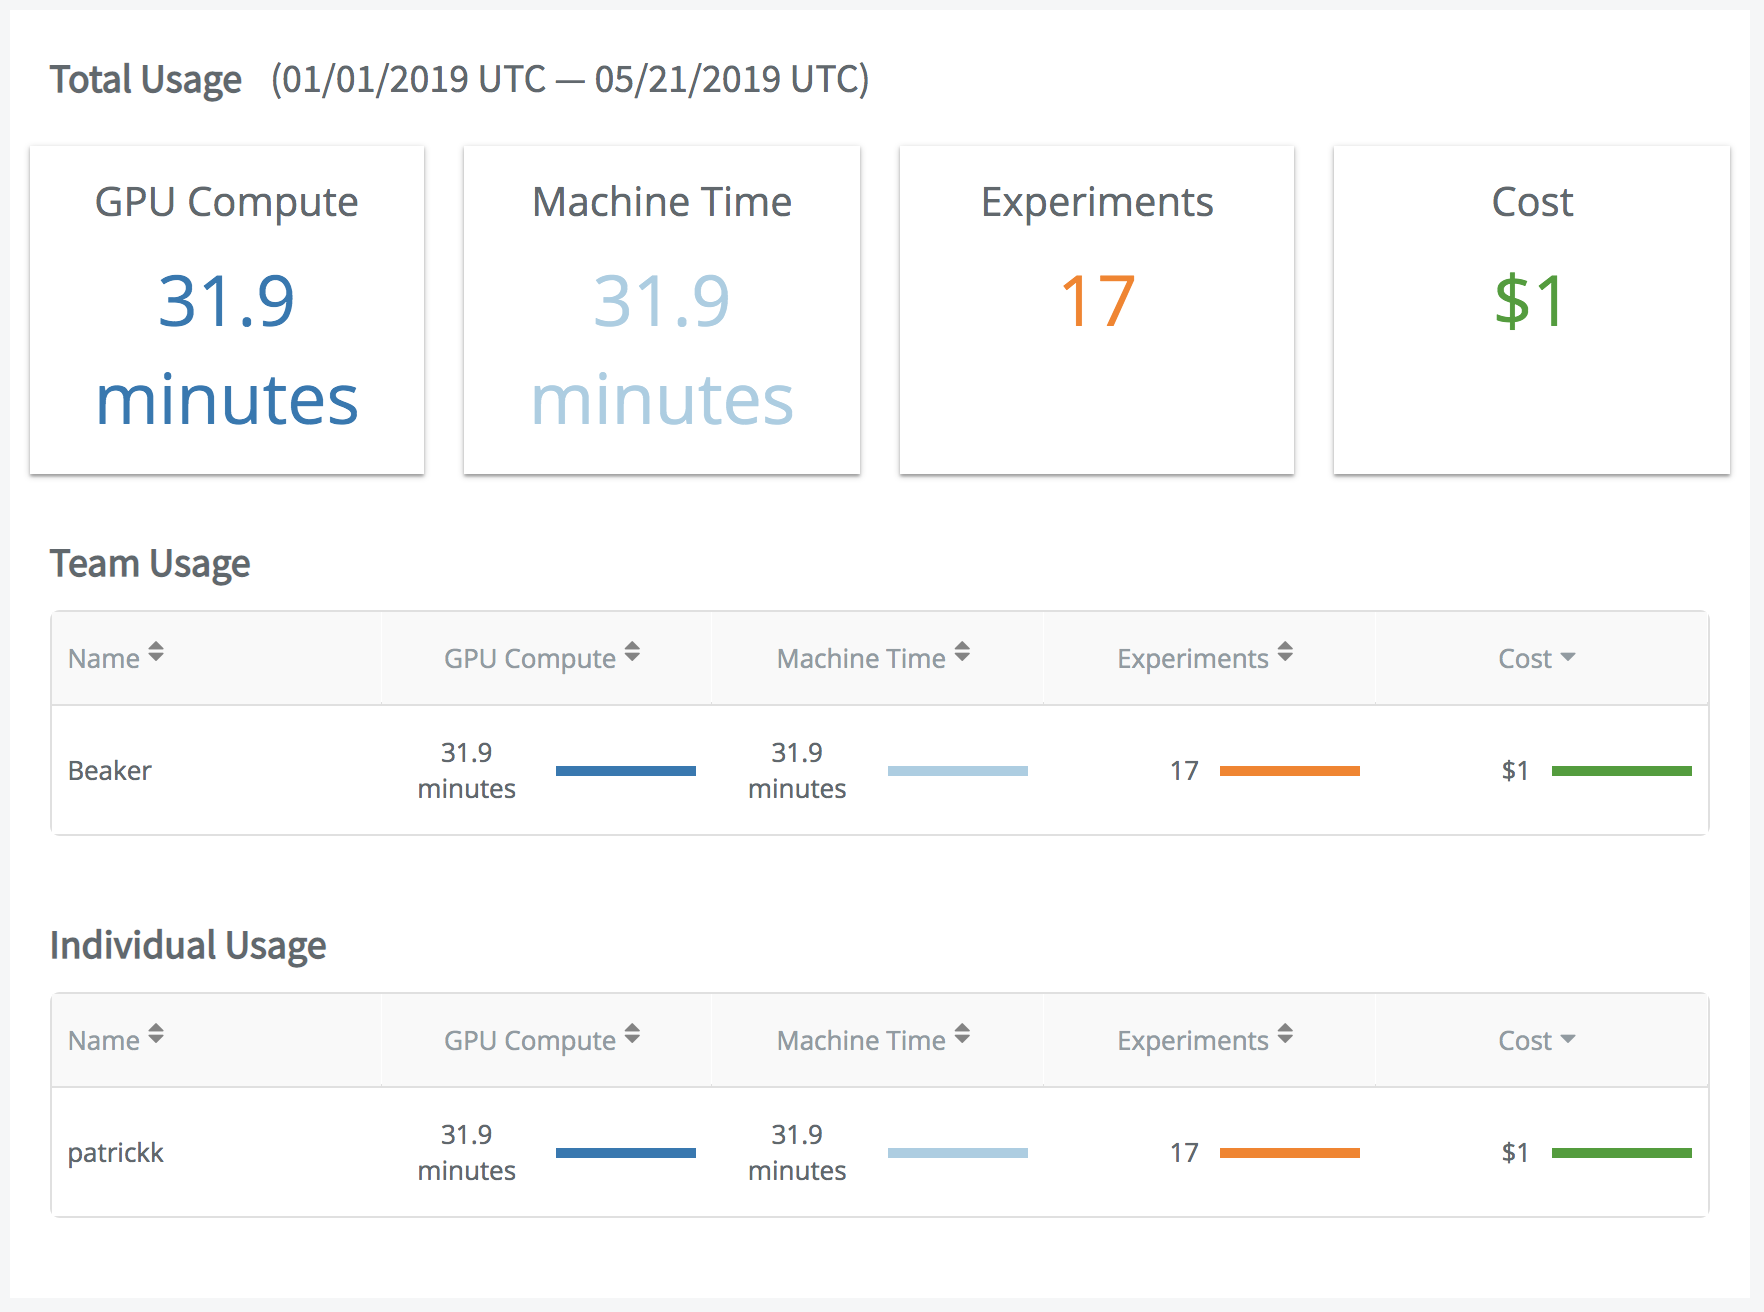 Total Usage (01/01/2019 UTC — 05/21/2019 UTC)
GPU Compute Machine Time Experiments Cost
31.9 31.9 17 $1
minutes minutes
Team Usage
Name GPU Compute Machine Time Experiments Cost
31.9 31.9
Beaker 17 $1
minutes minutes
Individual Usage
Name GPU Compute Machine Time Experiments Cost
31.9 31.9
patrickk 17 $1
minutes minutes